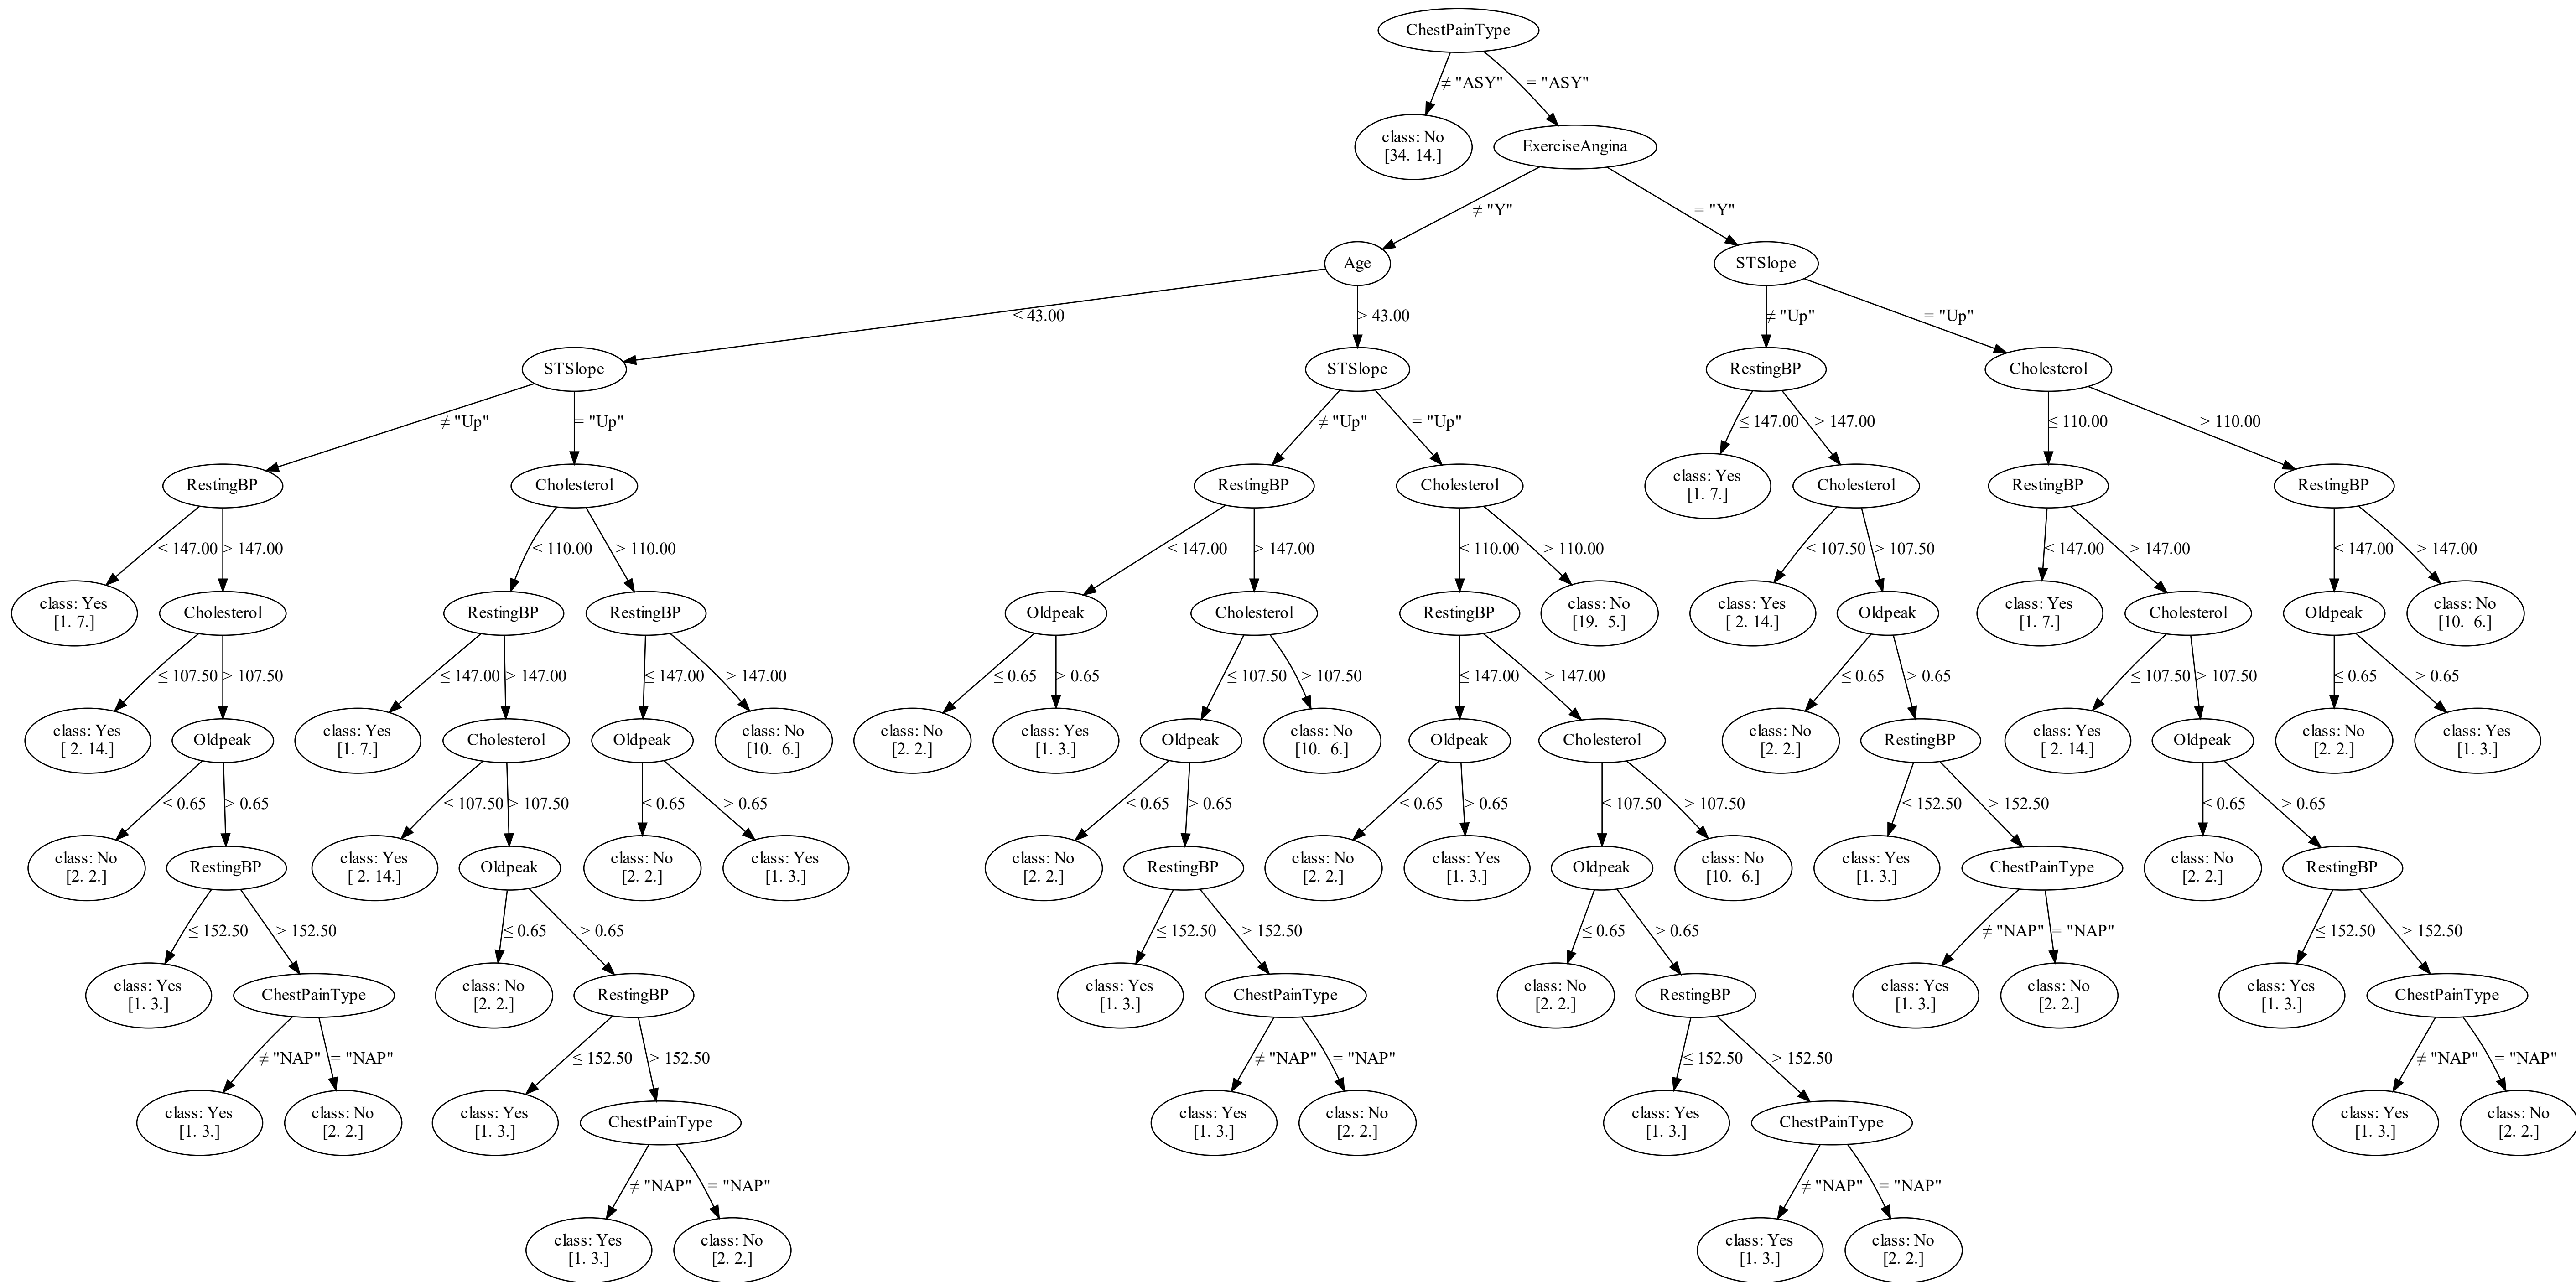 ChestPainType
≠ "ASY"
= "ASY"
class: No
[34. 14.]
ExerciseAngina
≠ "Y"
= "Y"
Age
STSlope
≤ 43.00
> 43.00
≠ "Up"
= "Up"
STSlope
STSlope
RestingBP
Cholesterol
≠ "Up"
= "Up"
≠ "Up"
= "Up"
≤ 147.00
> 147.00
≤ 110.00
> 110.00
RestingBP
Cholesterol
RestingBP
Cholesterol
class: Yes
[1. 7.]
Cholesterol
RestingBP
RestingBP
≤ 147.00
> 147.00
≤ 110.00
> 110.00
≤ 147.00
> 147.00
≤ 110.00
> 110.00
≤ 107.50
> 107.50
≤ 147.00
> 147.00
≤ 147.00
> 147.00
class: Yes
[1. 7.]
Cholesterol
RestingBP
RestingBP
Oldpeak
Cholesterol
RestingBP
class: No
[19. 5.]
class: Yes
[ 2. 14.]
Oldpeak
class: Yes
[1. 7.]
Cholesterol
Oldpeak
class: No
[10. 6.]
≤ 107.50
> 107.50
≤ 147.00
> 147.00
≤ 147.00
> 147.00
≤ 0.65
> 0.65
≤ 107.50
> 107.50
≤ 147.00
> 147.00
≤ 0.65
> 0.65
≤ 107.50
> 107.50
≤ 0.65
> 0.65
class: Yes
[ 2. 14.]
Oldpeak
class: Yes
[1. 7.]
Cholesterol
Oldpeak
class: No
[10. 6.]
class: No
[2. 2.]
class: Yes
[1. 3.]
Oldpeak
class: No
[10. 6.]
Oldpeak
Cholesterol
class: No
[2. 2.]
RestingBP
class: Yes
[ 2. 14.]
Oldpeak
class: No
[2. 2.]
class: Yes
[1. 3.]
≤ 0.65
> 0.65
≤ 107.50
> 107.50
≤ 0.65
> 0.65
≤ 0.65
> 0.65
≤ 0.65
> 0.65
≤ 107.50
> 107.50
≤ 152.50
> 152.50
≤ 0.65
> 0.65
class: No
[2. 2.]
RestingBP
class: Yes
[ 2. 14.]
Oldpeak
class: No
[2. 2.]
class: Yes
[1. 3.]
class: No
[2. 2.]
RestingBP
class: No
[2. 2.]
class: Yes
[1. 3.]
Oldpeak
class: No
[10. 6.]
class: Yes
[1. 3.]
ChestPainType
class: No
[2. 2.]
RestingBP
≤ 152.50
> 152.50
≤ 0.65
> 0.65
≤ 152.50
> 152.50
≤ 0.65
> 0.65
≠ "NAP"
= "NAP"
≤ 152.50
> 152.50
class: Yes
[1. 3.]
ChestPainType
class: No
[2. 2.]
RestingBP
class: Yes
[1. 3.]
ChestPainType
class: No
[2. 2.]
RestingBP
class: Yes
[1. 3.]
class: No
[2. 2.]
class: Yes
[1. 3.]
ChestPainType
≠ "NAP"
= "NAP"
≤ 152.50
> 152.50
≠ "NAP"
= "NAP"
≤ 152.50
> 152.50
≠ "NAP"
= "NAP"
class: Yes
[1. 3.]
class: No
[2. 2.]
class: Yes
[1. 3.]
ChestPainType
class: Yes
[1. 3.]
class: No
[2. 2.]
class: Yes
[1. 3.]
ChestPainType
class: Yes
[1. 3.]
class: No
[2. 2.]
≠ "NAP"
= "NAP"
≠ "NAP"
= "NAP"
class: Yes
[1. 3.]
class: No
[2. 2.]
class: Yes
[1. 3.]
class: No
[2. 2.]